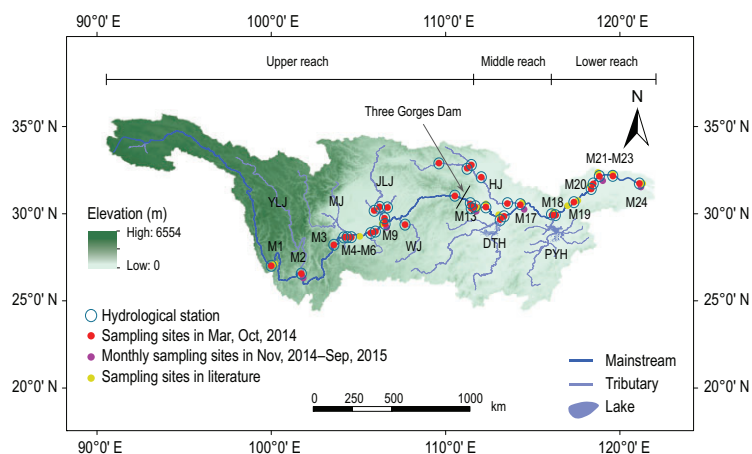 90°0' E 100°0' E 110°0' E 120°0' E
Upper reach Middle reach Lower reach
N
Three Gorges Dam
35°0' N 35°0' N
M21-M23
JLJ
HJ
M20
YLJ MJ
M18
M24
Elevation (m)
High: 6554
30°0' N 30°0' N
M13
M17
M19
M3
M9
M1
M4-M6
WJ
DTH
M2
PYH
Low: 0
25°0' N 25°0' N
Hydrological station
Sampling sites in Mar, Oct, 2014
Monthly sampling sites in Nov, 2014–Sep, 2015
Sampling sites in literature
Mainstream
Tributary
Lake
20°0' N 20°0' N
0 250 500 1000
km
90°0' E 100°0' E 110°0' E 120°0' E